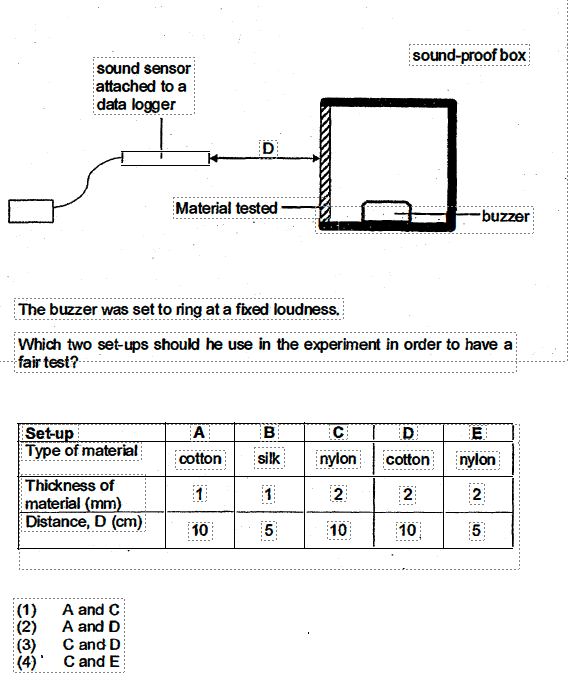 sound-proof box
sound sensor
attached to a
data logger
D
Material tested
buzzer
The buzzer was set to ring at a fixed loudness.
Which two set-ups should he use in the experiment in order to have a
fair test?
Set-up A B C D E
Type of material cotton silk nylon cotton nylon
Thickness of
material (mm) 1 1 2 2 2
Distance, D (cm) 10 5 10 10 5
(1) A and C
(2) A and D
(3) C and D
(4) C and E